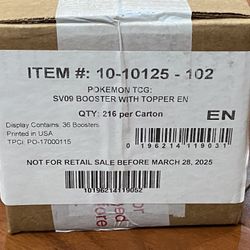 ITEM #: 10-10125 - 102
POKEMON TCG:
SV09 BOOSTER WITH TOPPER EN
QTY: 216 per Carton
EN
Display Contains: 36 Boosters
Printed in USA
TPCi: PO-17000115
0 196214 119031
NOT FOR RETAIL SALE BEFORE MARCH 28, 2025
10196214119052